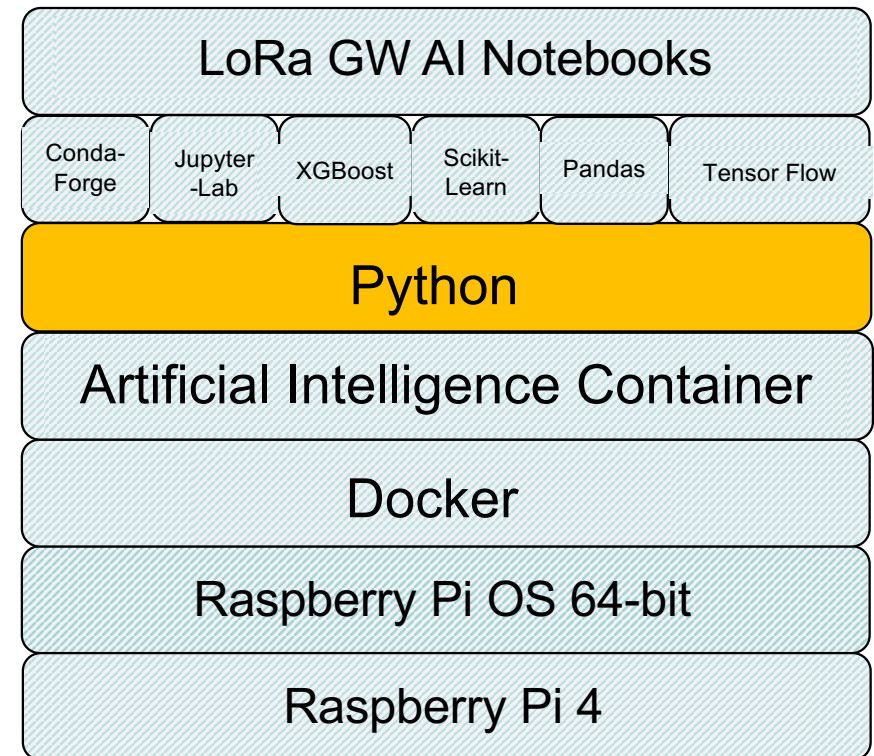 LoRa GW AI Notebooks
Conda-
Forge
Jupyter
-Lab
XGBoost
Scikit-
Learn
Pandas
Tensor Flow
Python
Artificial Intelligence Container
Docker
Raspberry Pi OS 64-bit
Raspberry Pi 4